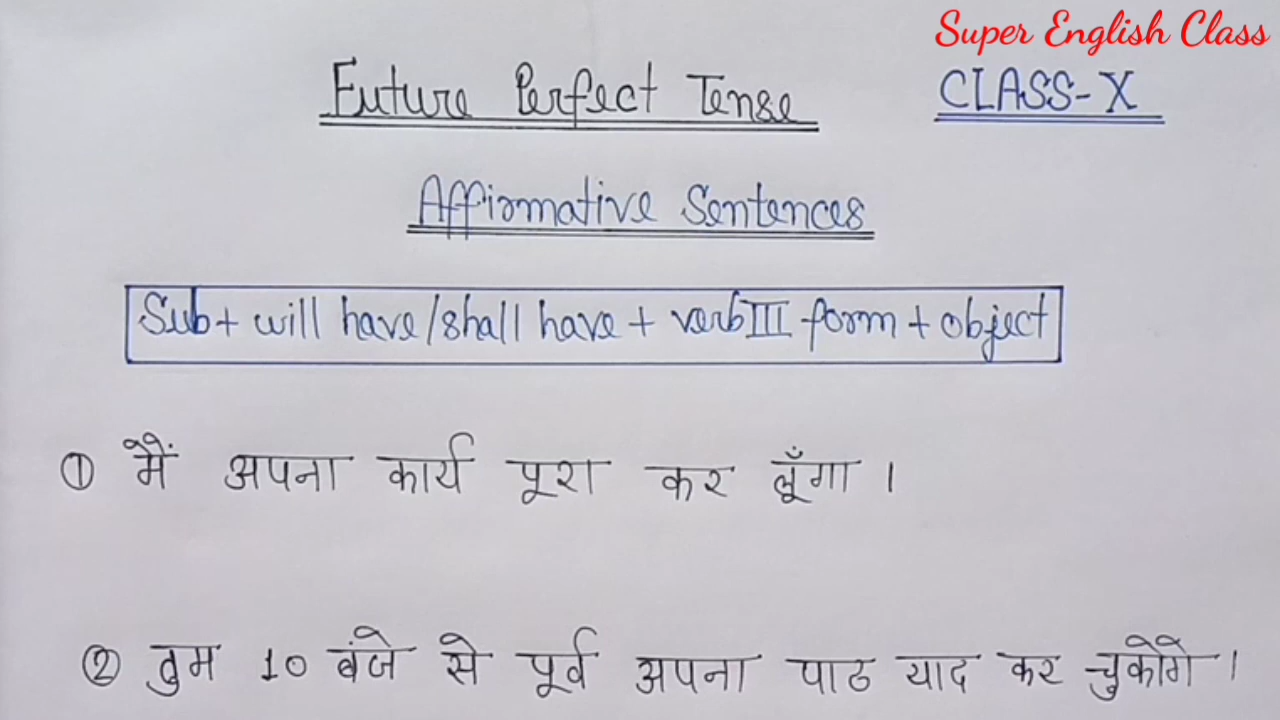 Super English Class
Future Perfect Tense CLASS-X
Affirmative Sentences
Sub+ will have/shall have + verb III form + object
① मैं अपना कार्य पूरा कर लूँगा ।
② तुम 10 बंजे से पूर्व अपना पाठ याद कर चुकोगे ।